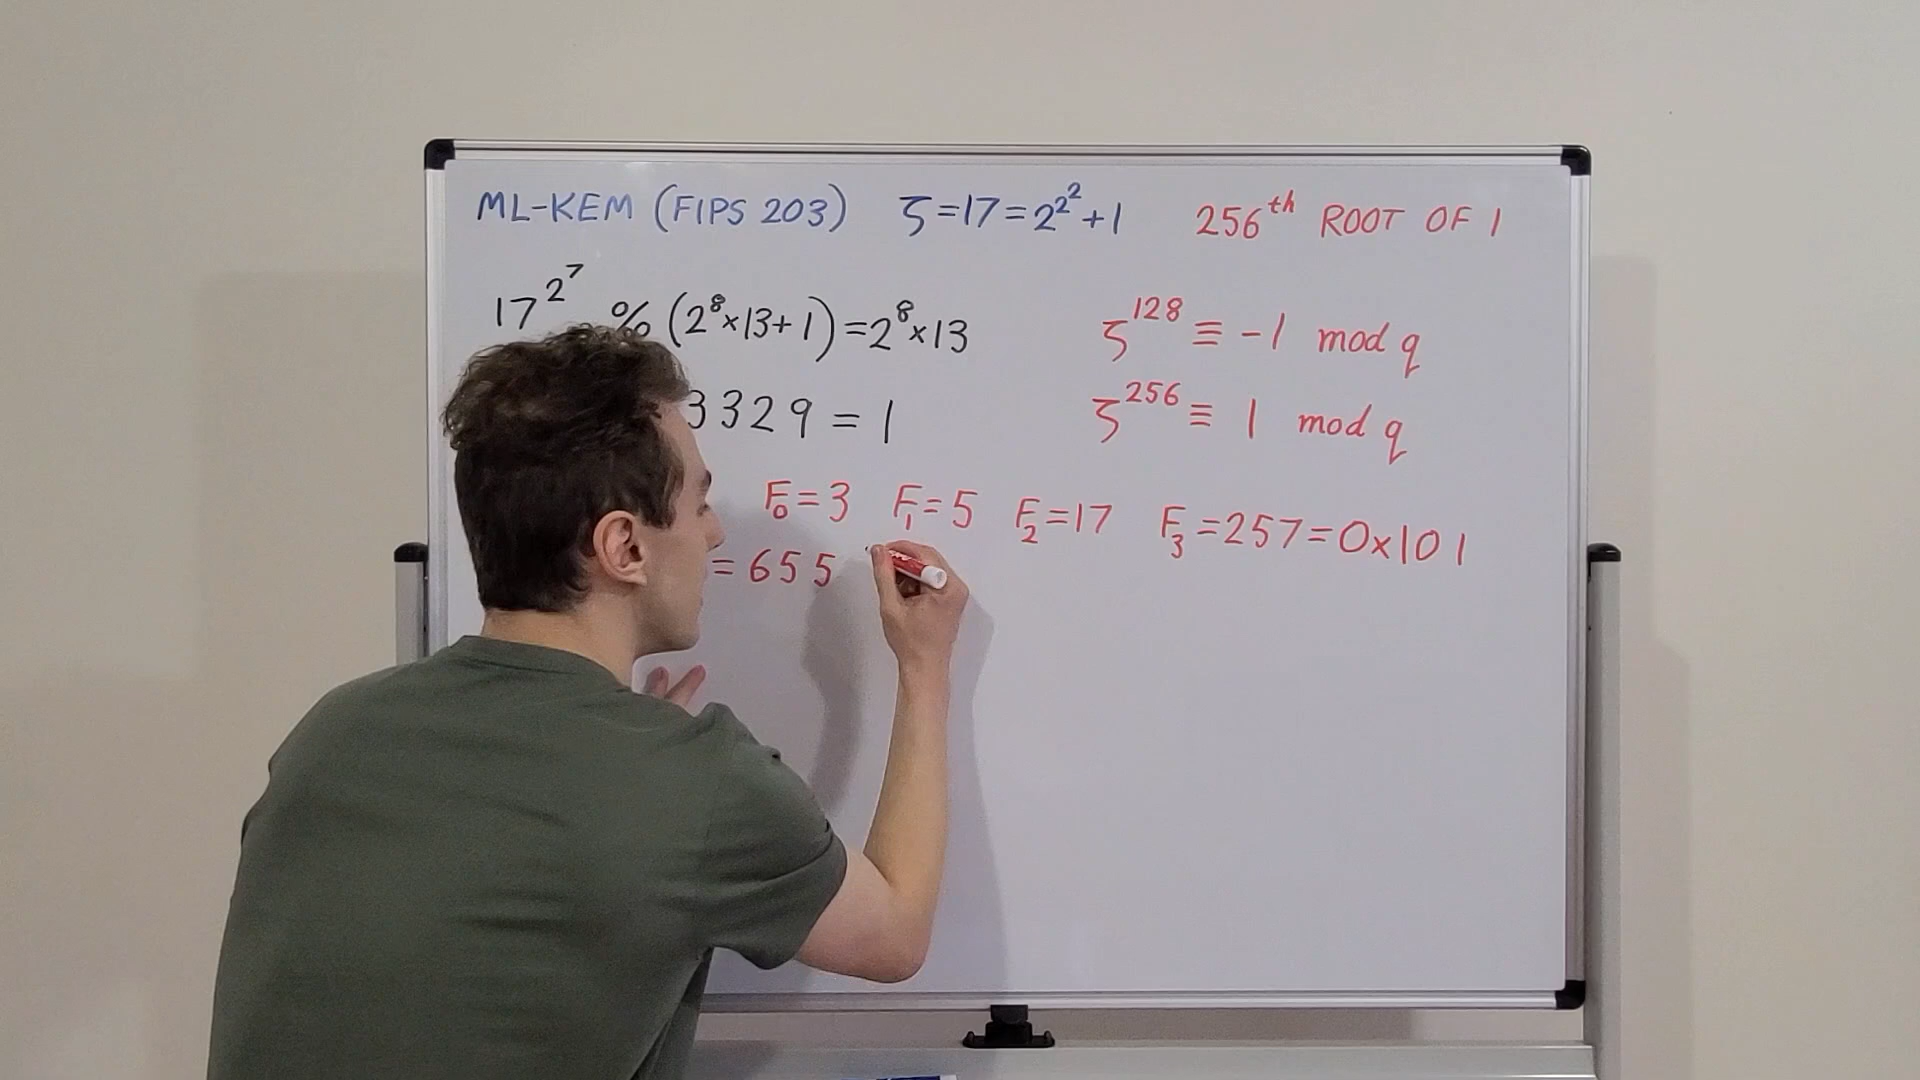 ML-KEM (FIPS 203) ζ=17=2^2^2+1 256th ROOT OF 1
17^2^7 % (2^8×13+1)=2^8×13 ζ^128 ≡ -1 mod q
3329 = 1 ζ^256 ≡ 1 mod q
F₀=3 F₁=5 F₂=17 F₃=257=0x101
=655